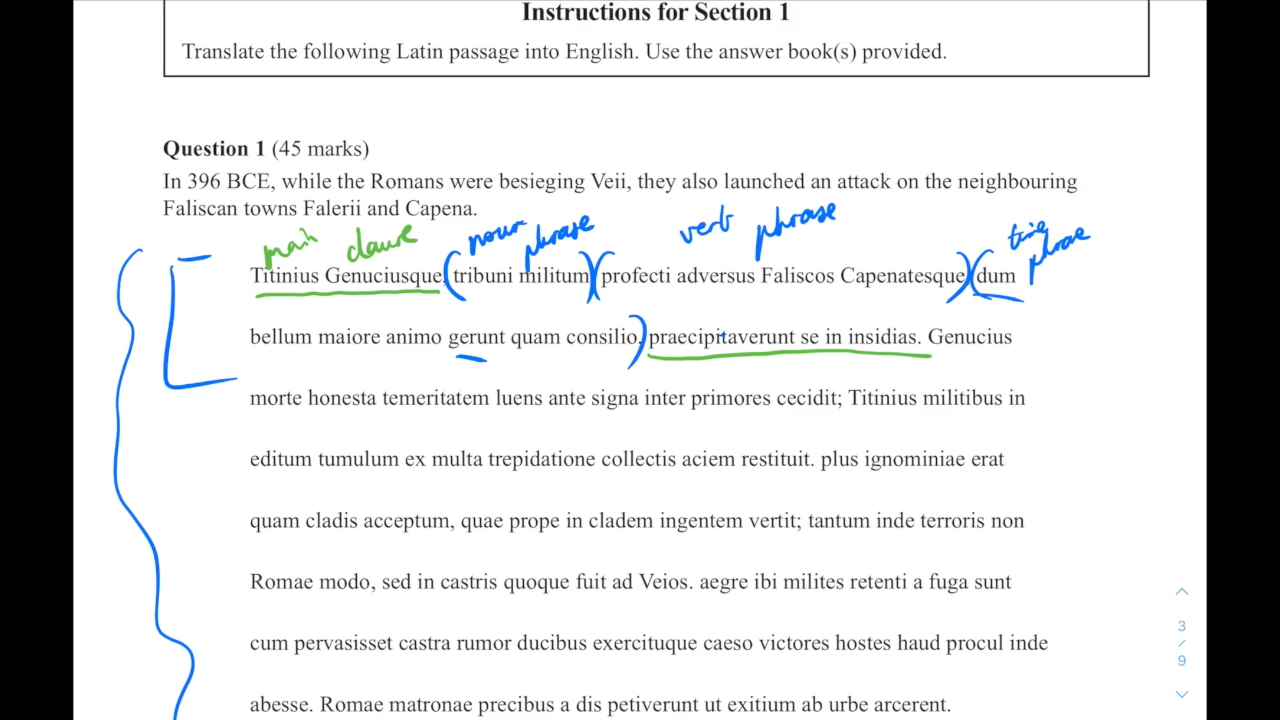 Instructions for Section 1
Translate the following Latin passage into English. Use the answer book(s) provided.
Question 1 (45 marks)
In 396 BCE, while the Romans were besieging Veii, they also launched an attack on the neighbouring
Faliscan towns Falerii and Capena.
main clause noun phrase verb phrase time phrase
Titinius Genuciusque, (tribuni militum) (profecti adversus Faliscos Capenatesque) (dum
bellum maiore animo gerunt quam consilio,) praecipitaverunt se in insidias. Genucius
morte honesta temeritatem luens ante signa inter primores cecidit; Titinius militibus in
editum tumulum ex multa trepidatione collectis aciem restituit. plus ignominiae erat
quam cladis acceptum, quae prope in cladem ingentem vertit; tantum inde terroris non
Romae modo, sed in castris quoque fuit ad Veios. aegre ibi milites retenti a fuga sunt
cum pervasisset castra rumor ducibus exercituque caeso victores hostes haud procul inde
abesse. Romae matronae precibus a dis petiverunt ut exitium ab urbe arcerent.
3
/
9